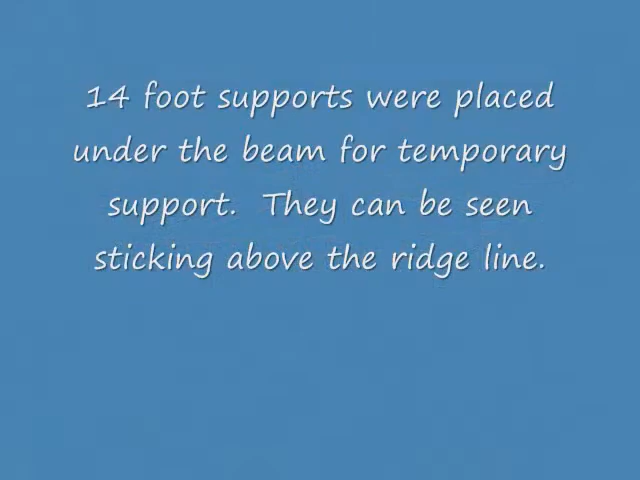 14 foot supports were placed
under the beam for temporary
support.  They can be seen
sticking above the ridge line.